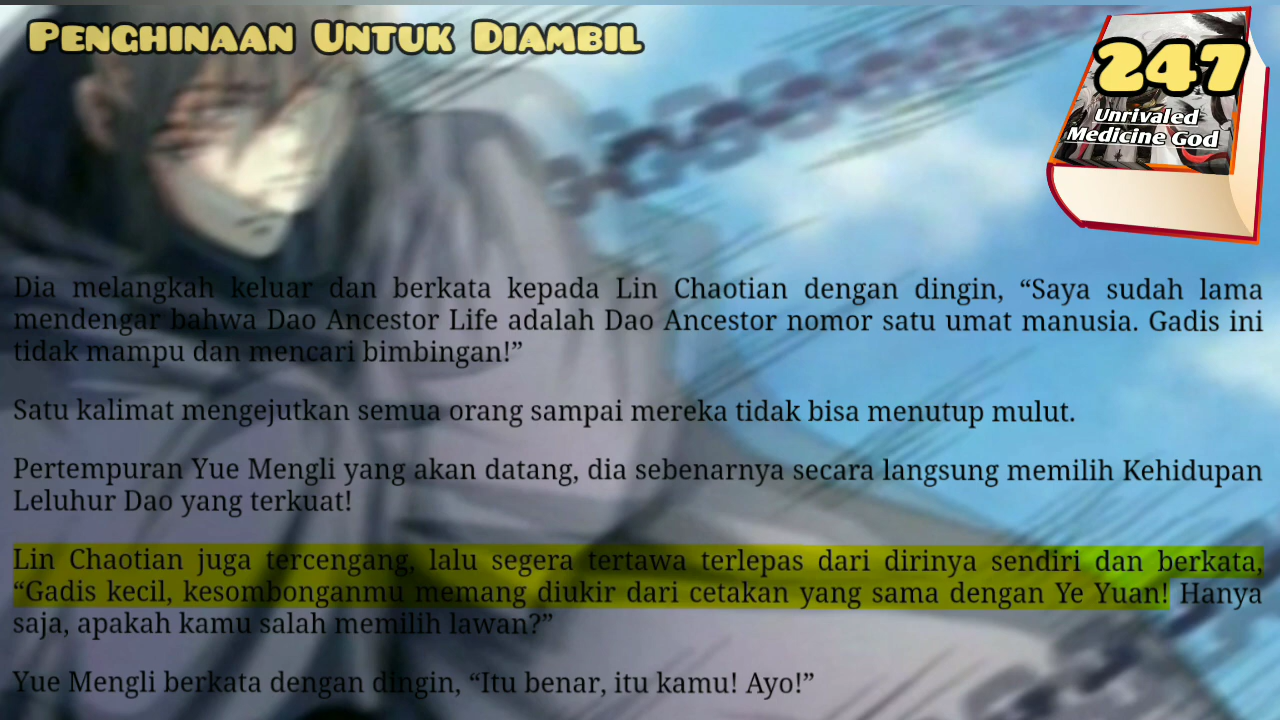 Penghinaan Untuk Diambil
247
Unrivaled
Medicine God
Dia melangkah keluar dan berkata kepada Lin Chaotian dengan dingin, “Saya sudah lama
mendengar bahwa Dao Ancestor Life adalah Dao Ancestor nomor satu umat manusia. Gadis ini
tidak mampu dan mencari bimbingan!”
Satu kalimat mengejutkan semua orang sampai mereka tidak bisa menutup mulut.
Pertempuran Yue Mengli yang akan datang, dia sebenarnya secara langsung memilih Kehidupan
Leluhur Dao yang terkuat!
Lin Chaotian juga tercengang, lalu segera tertawa terlepas dari dirinya sendiri dan berkata,
“Gadis kecil, kesombonganmu memang diukir dari cetakan yang sama dengan Ye Yuan! Hanya
saja, apakah kamu salah memilih lawan?”
Yue Mengli berkata dengan dingin, “Itu benar, itu kamu! Ayo!”